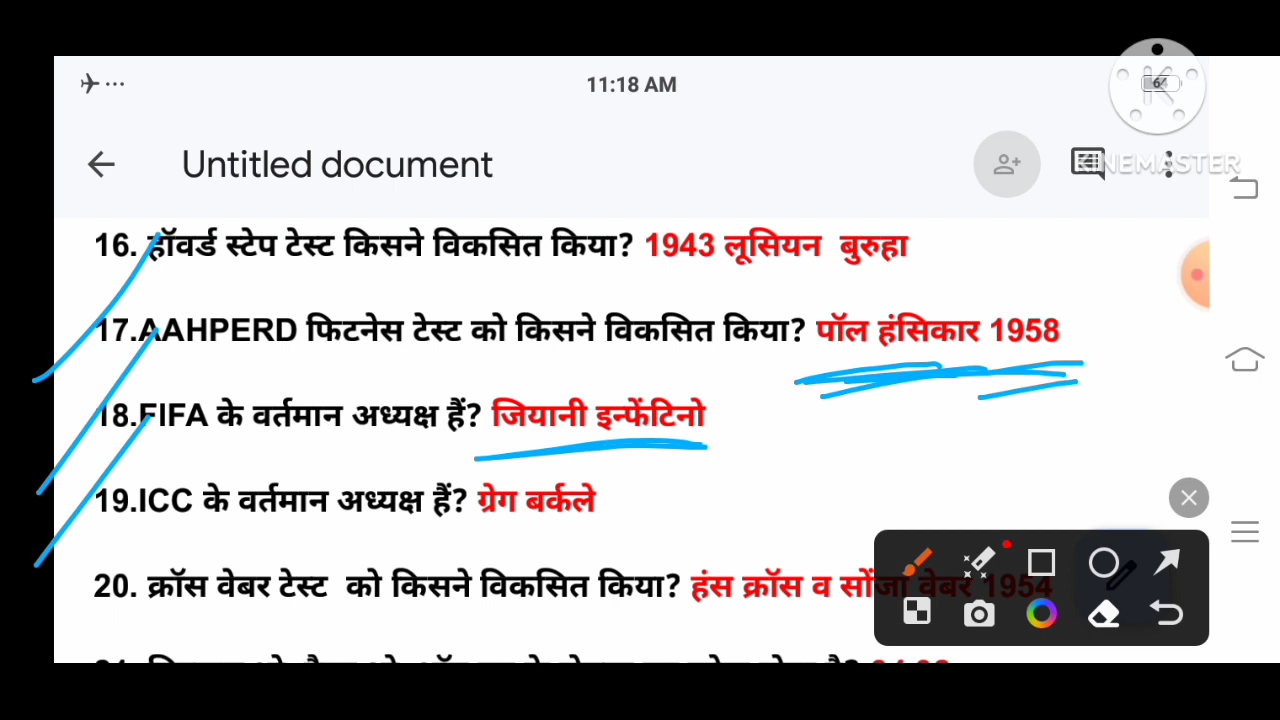 11:18 AM
64
Untitled document
KINEMASTER
16. हॉवर्ड स्टेप टेस्ट किसने विकसित किया? 1943 लूसियन बुरुहा
17.AAHPERD फिटनेस टेस्ट को किसने विकसित किया? पॉल हंसिकार 1958
18.FIFA के वर्तमान अध्यक्ष हैं? जियानी इन्फेंटिनो
19.ICC के वर्तमान अध्यक्ष हैं? ग्रेग बर्कले
20. क्रॉस वेबर टेस्ट को किसने विकसित किया? हंस क्रॉस व सोंजा वेबर 1954